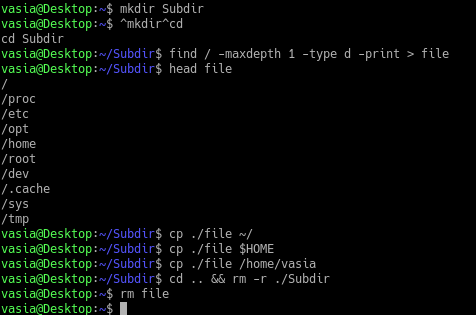 vasia@Desktop:~$ mkdir Subdir
vasia@Desktop:~$ ^mkdir^cd
cd Subdir
vasia@Desktop:~/Subdir$ find / -maxdepth 1 -type d -print > file
vasia@Desktop:~/Subdir$ head file
/
/proc
/etc
/opt
/home
/root
/dev
/.cache
/sys
/tmp
vasia@Desktop:~/Subdir$ cp ./file ~/
vasia@Desktop:~/Subdir$ cp ./file $HOME
vasia@Desktop:~/Subdir$ cp ./file /home/vasia
vasia@Desktop:~/Subdir$ cd .. && rm -r ./Subdir
vasia@Desktop:~$ rm file
vasia@Desktop:~$